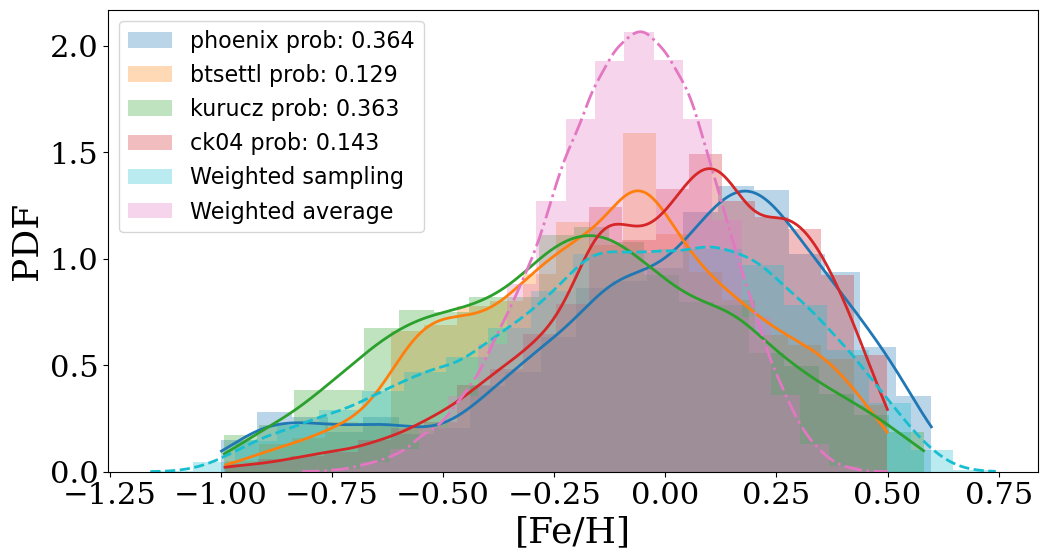 phoenix prob: 0.364
btsettl prob: 0.129
kurucz prob: 0.363
ck04 prob: 0.143
Weighted sampling
Weighted average
PDF
2.0
1.5
1.0
0.5
0.0
−1.25 −1.00 −0.75 −0.50 −0.25 0.00 0.25 0.50 0.75
[Fe/H]